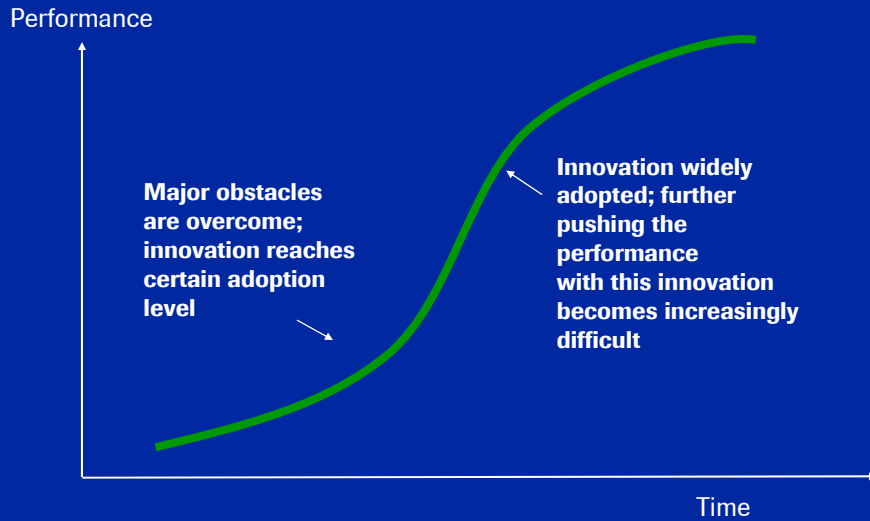 Performance
Major obstacles
are overcome;
innovation reaches
certain adoption
level
Innovation widely
adopted; further
pushing the
performance
with this innovation
becomes increasingly
difficult
Time